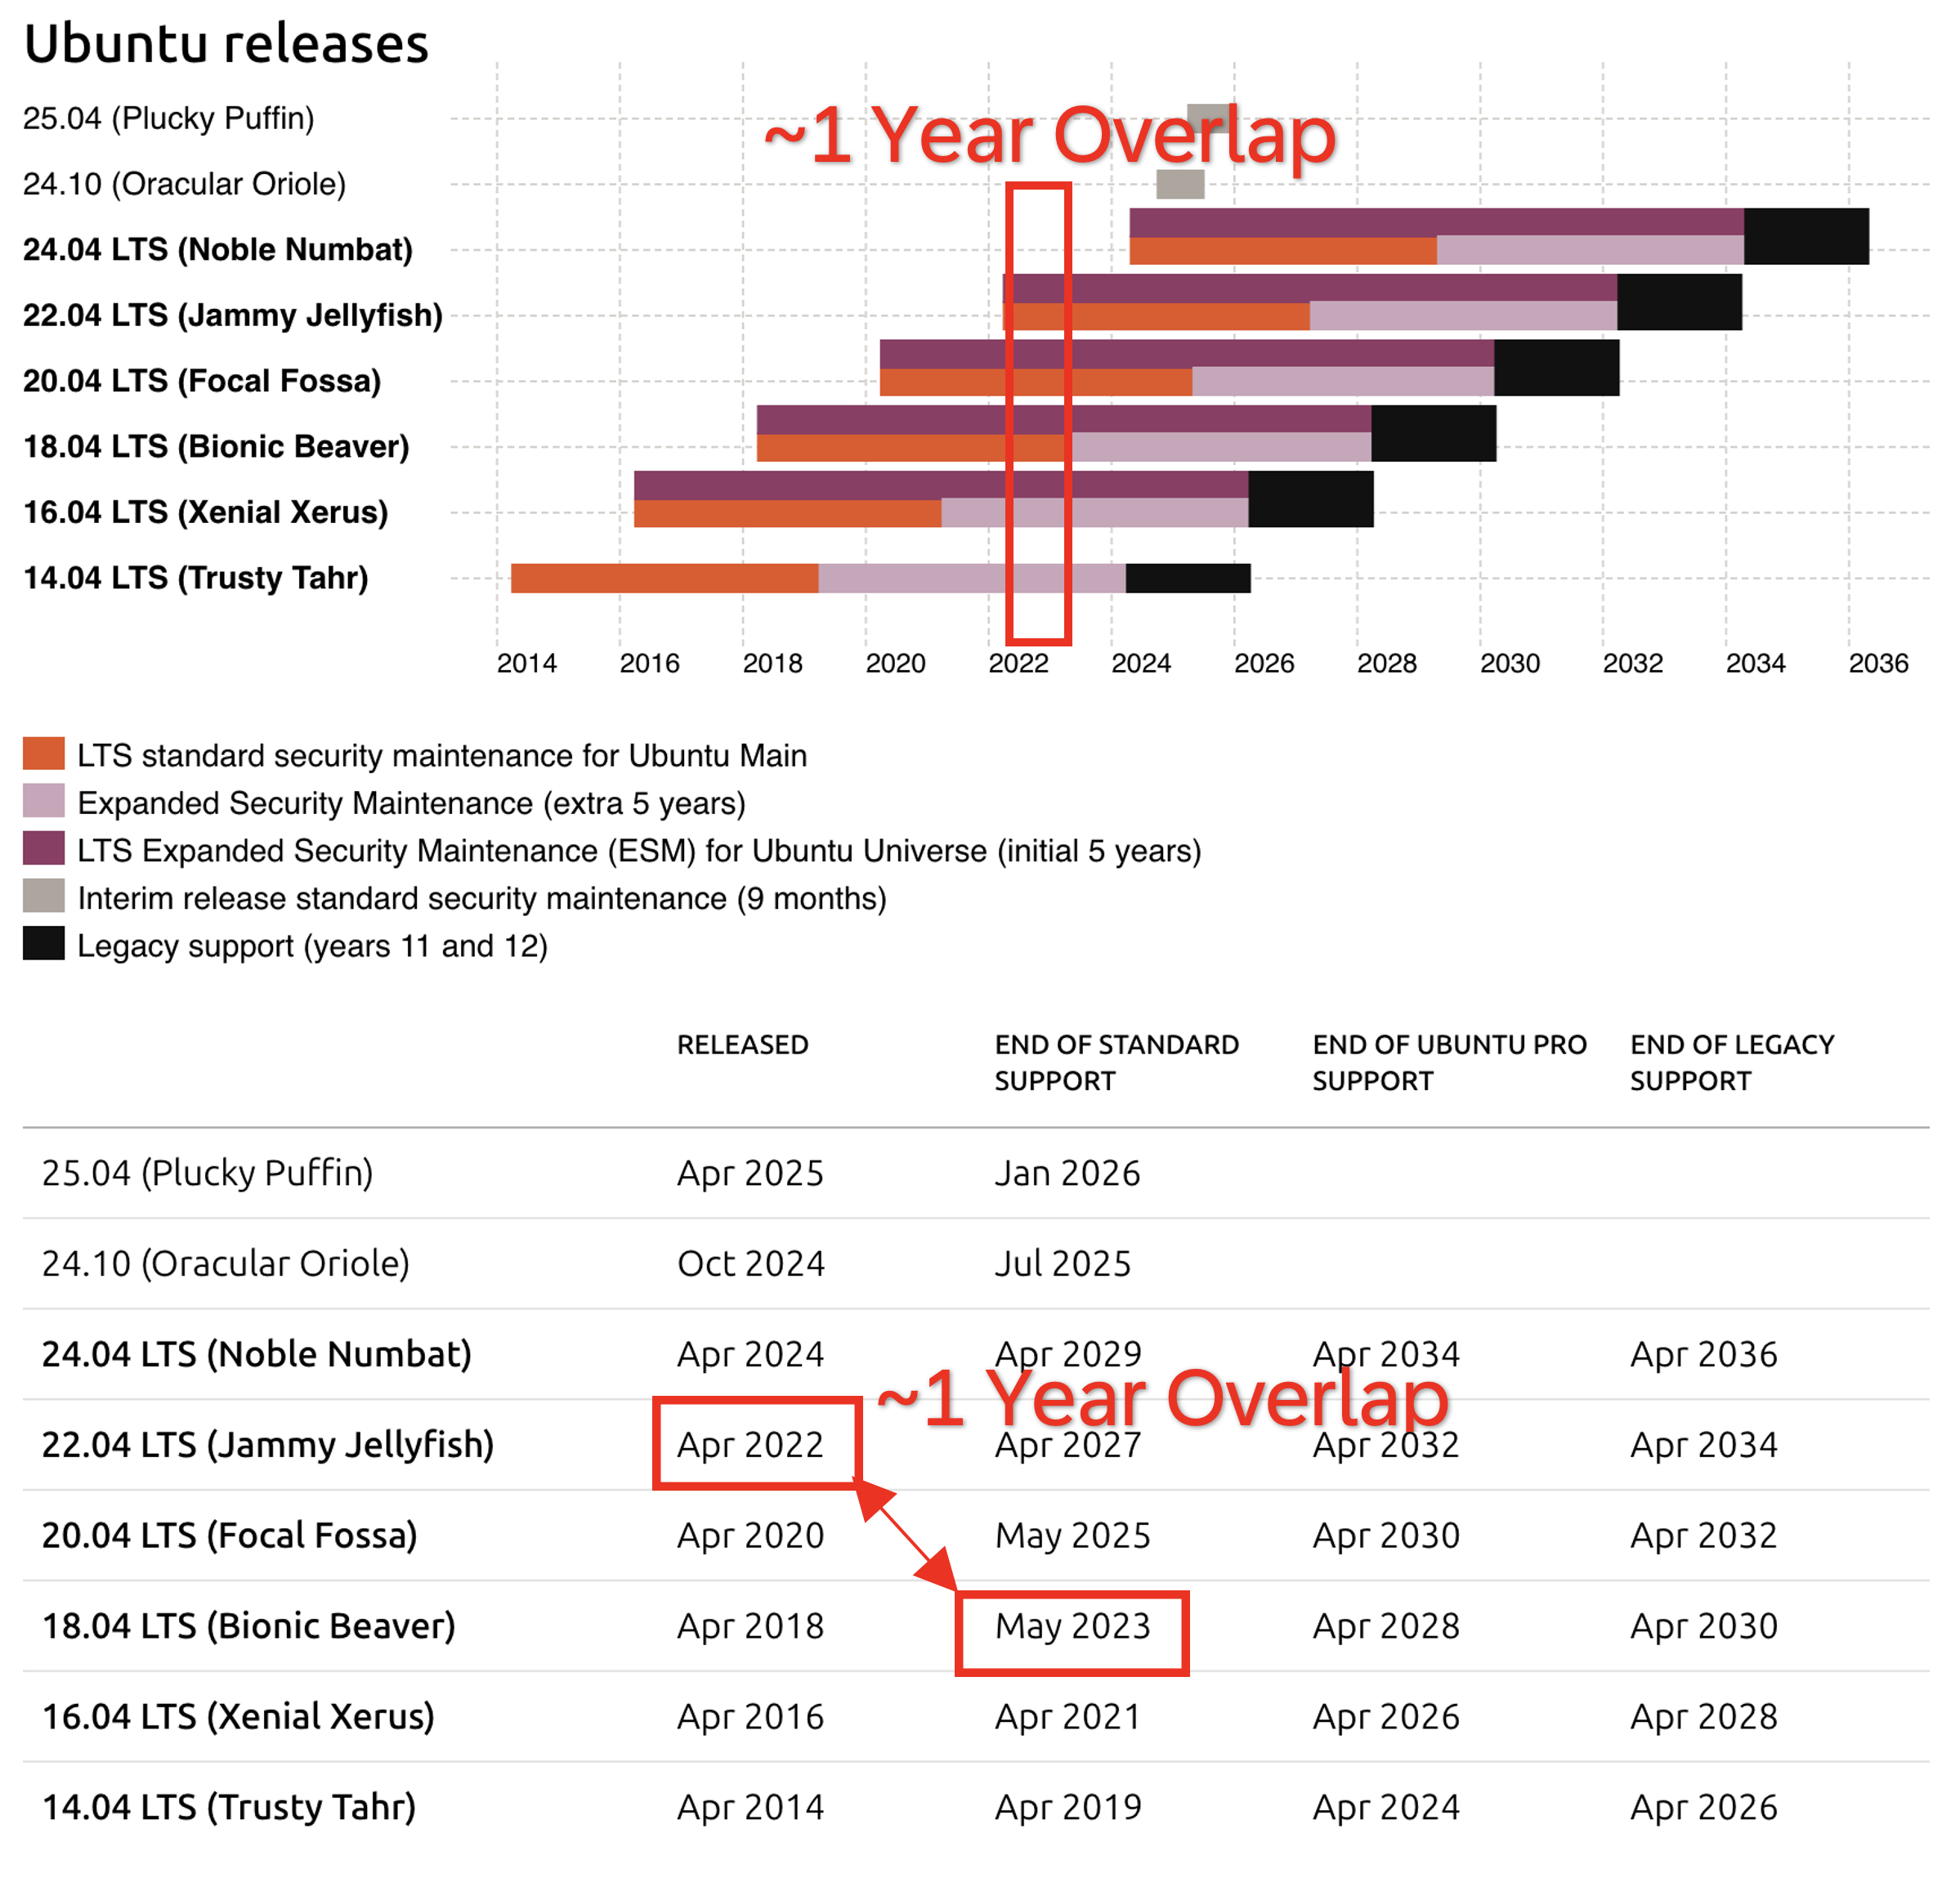 Ubuntu releases
25.04 (Plucky Puffin)
~1 Year Overlap
24.10 (Oracular Oriole)
24.04 LTS (Noble Numbat)
22.04 LTS (Jammy Jellyfish)
20.04 LTS (Focal Fossa)
18.04 LTS (Bionic Beaver)
16.04 LTS (Xenial Xerus)
14.04 LTS (Trusty Tahr)
2014 2016 2018 2020 2022 2024 2026 2028 2030 2032 2034 2036
LTS standard security maintenance for Ubuntu Main
Expanded Security Maintenance (extra 5 years)
LTS Expanded Security Maintenance (ESM) for Ubuntu Universe (initial 5 years)
Interim release standard security maintenance (9 months)
Legacy support (years 11 and 12)
RELEASED END OF STANDARD SUPPORT END OF UBUNTU PRO SUPPORT END OF LEGACY SUPPORT
25.04 (Plucky Puffin) Apr 2025 Jan 2026
24.10 (Oracular Oriole) Oct 2024 Jul 2025
24.04 LTS (Noble Numbat) Apr 2024 Apr 2029 Apr 2034 Apr 2036
~1 Year Overlap
22.04 LTS (Jammy Jellyfish) Apr 2022 Apr 2027 Apr 2032 Apr 2034
20.04 LTS (Focal Fossa) Apr 2020 May 2025 Apr 2030 Apr 2032
18.04 LTS (Bionic Beaver) Apr 2018 May 2023 Apr 2028 Apr 2030
16.04 LTS (Xenial Xerus) Apr 2016 Apr 2021 Apr 2026 Apr 2028
14.04 LTS (Trusty Tahr) Apr 2014 Apr 2019 Apr 2024 Apr 2026